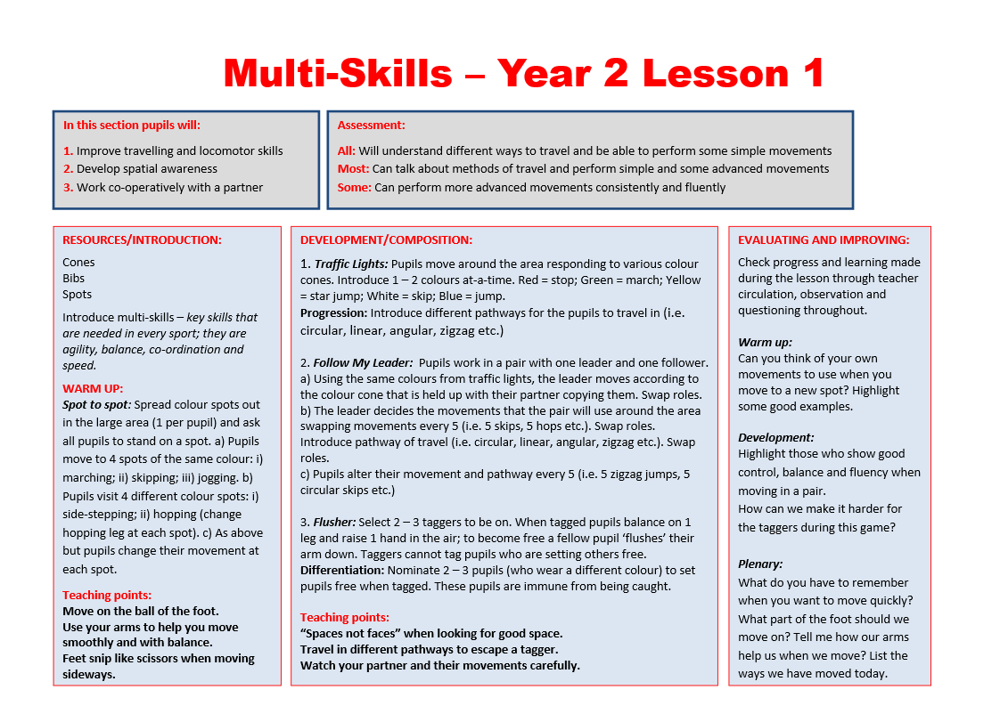 Multi-Skills – Year 2 Lesson 1
In this section pupils will:
1. Improve travelling and locomotor skills
2. Develop spatial awareness
3. Work co-operatively with a partner
Assessment:
All: Will understand different ways to travel and be able to perform some simple movements
Most: Can talk about methods of travel and perform simple and some advanced movements
Some: Can perform more advanced movements consistently and fluently
RESOURCES/INTRODUCTION:
Cones
Bibs
Spots
Introduce multi-skills – key skills that
are needed in every sport; they are
agility, balance, co-ordination and
speed.
WARM UP:
Spot to spot: Spread colour spots out
in the large area (1 per pupil) and ask
all pupils to stand on a spot. a) Pupils
move to 4 spots of the same colour: i)
marching; ii) skipping; iii) jogging. b)
Pupils visit 4 different colour spots: i)
side-stepping; ii) hopping (change
hopping leg at each spot). c) As above
but pupils change their movement at
each spot.
Teaching points:
Move on the ball of the foot.
Use your arms to help you move
smoothly and with balance.
Feet snip like scissors when moving
sideways.
DEVELOPMENT/COMPOSITION:
1. Traffic Lights: Pupils move around the area responding to various colour
cones. Introduce 1 – 2 colours at-a-time. Red = stop; Green = march; Yellow
= star jump; White = skip; Blue = jump.
Progression: Introduce different pathways for the pupils to travel in (i.e.
circular, linear, angular, zigzag etc.)
2. Follow My Leader: Pupils work in a pair with one leader and one follower.
a) Using the same colours from traffic lights, the leader moves according to
the colour cone that is held up with their partner copying them. Swap roles.
b) The leader decides the movements that the pair will use around the area
swapping movements every 5 (i.e. 5 skips, 5 hops etc.). Swap roles.
Introduce pathway of travel (i.e. circular, linear, angular, zigzag etc.). Swap
roles.
c) Pupils alter their movement and pathway every 5 (i.e. 5 zigzag jumps, 5
circular skips etc.)
3. Flusher: Select 2 – 3 taggers to be on. When tagged pupils balance on 1
leg and raise 1 hand in the air; to become free a fellow pupil ‘flushes’ their
arm down. Taggers cannot tag pupils who are setting others free.
Differentiation: Nominate 2 – 3 pupils (who wear a different colour) to set
pupils free when tagged. These pupils are immune from being caught.
Teaching points:
“Spaces not faces” when looking for good space.
Travel in different pathways to escape a tagger.
Watch your partner and their movements carefully.
EVALUATING AND IMPROVING:
Check progress and learning made
during the lesson through teacher
circulation, observation and
questioning throughout.
Warm up:
Can you think of your own
movements to use when you
move to a new spot? Highlight
some good examples.
Development:
Highlight those who show good
control, balance and fluency when
moving in a pair.
How can we make it harder for
the taggers during this game?
Plenary:
What do you have to remember
when you want to move quickly?
What part of the foot should we
move on? Tell me how our arms
help us when we move? List the
ways we have moved today.